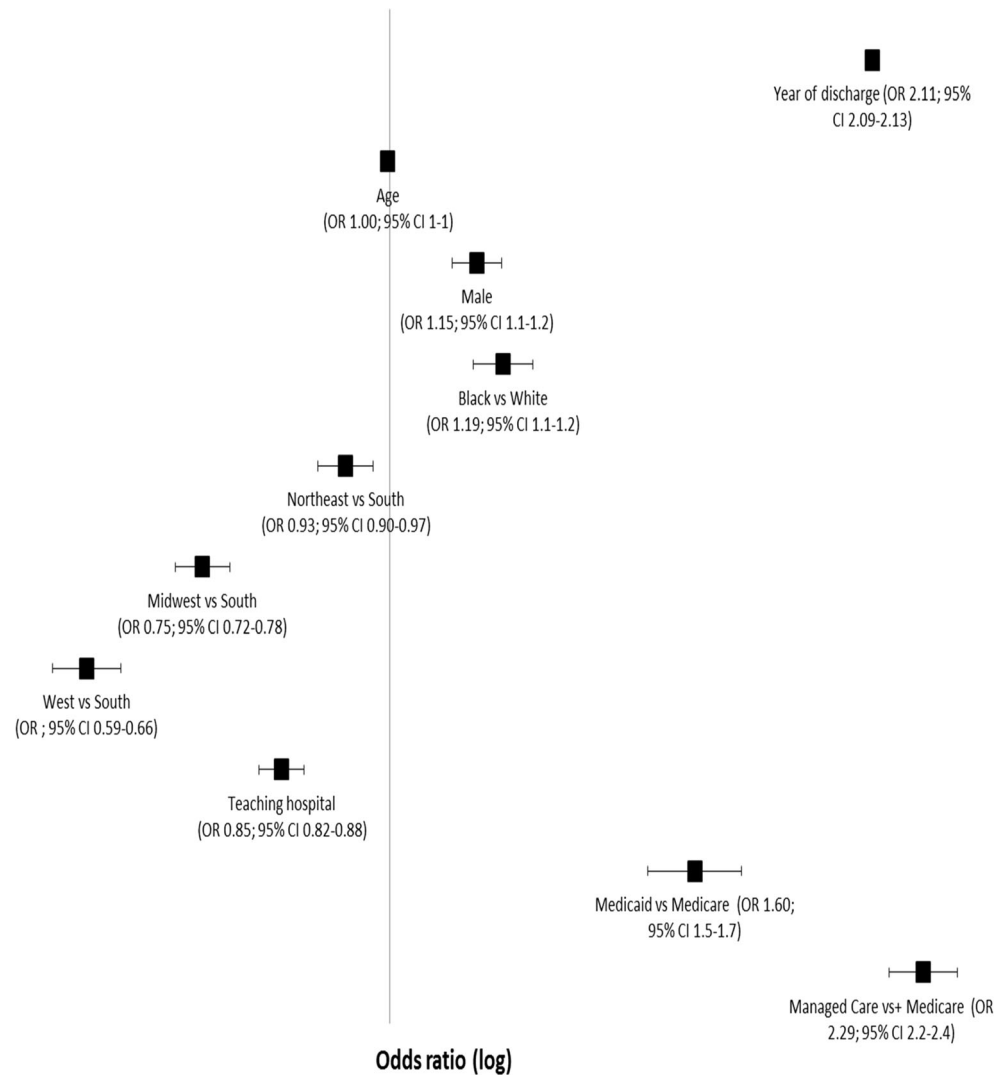 Year of discharge (OR 2.11; 95%
CI 2.09-2.13)
Age
(OR 1.00; 95% CI 1-1)
Male
(OR 1.15; 95% CI 1.1-1.2)
Black vs White
(OR 1.19; 95% CI 1.1-1.2)
Northeast vs South
(OR 0.93; 95% CI 0.90-0.97)
Midwest vs South
(OR 0.75; 95% CI 0.72-0.78)
West vs South
(OR ; 95% CI 0.59-0.66)
Teaching hospital
(OR 0.85; 95% CI 0.82-0.88)
Medicaid vs Medicare (OR 1.60;
95% CI 1.5-1.7)
Managed Care vs+ Medicare (OR
2.29; 95% CI 2.2-2.4)
Odds ratio (log)